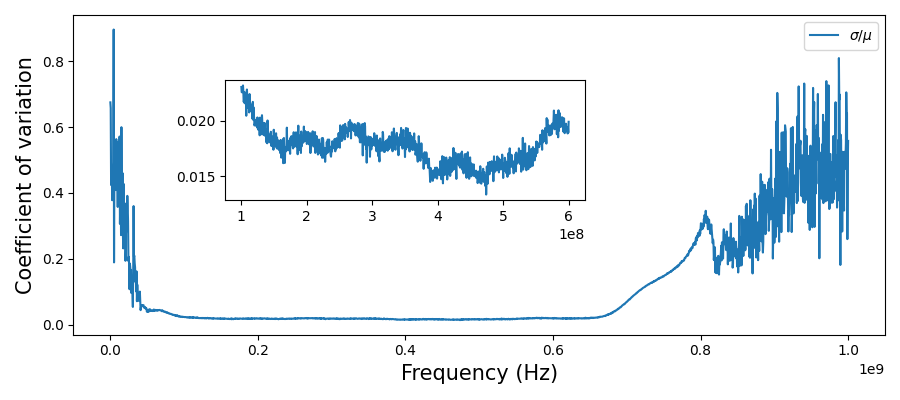 σ/μ
Coefficient of variation
0.8
0.6
0.4
0.2
0.0
0.020
0.015
1 2 3 4 5 6
1e8
0.0 0.2 0.4 0.6 0.8 1.0
1e9
Frequency (Hz)